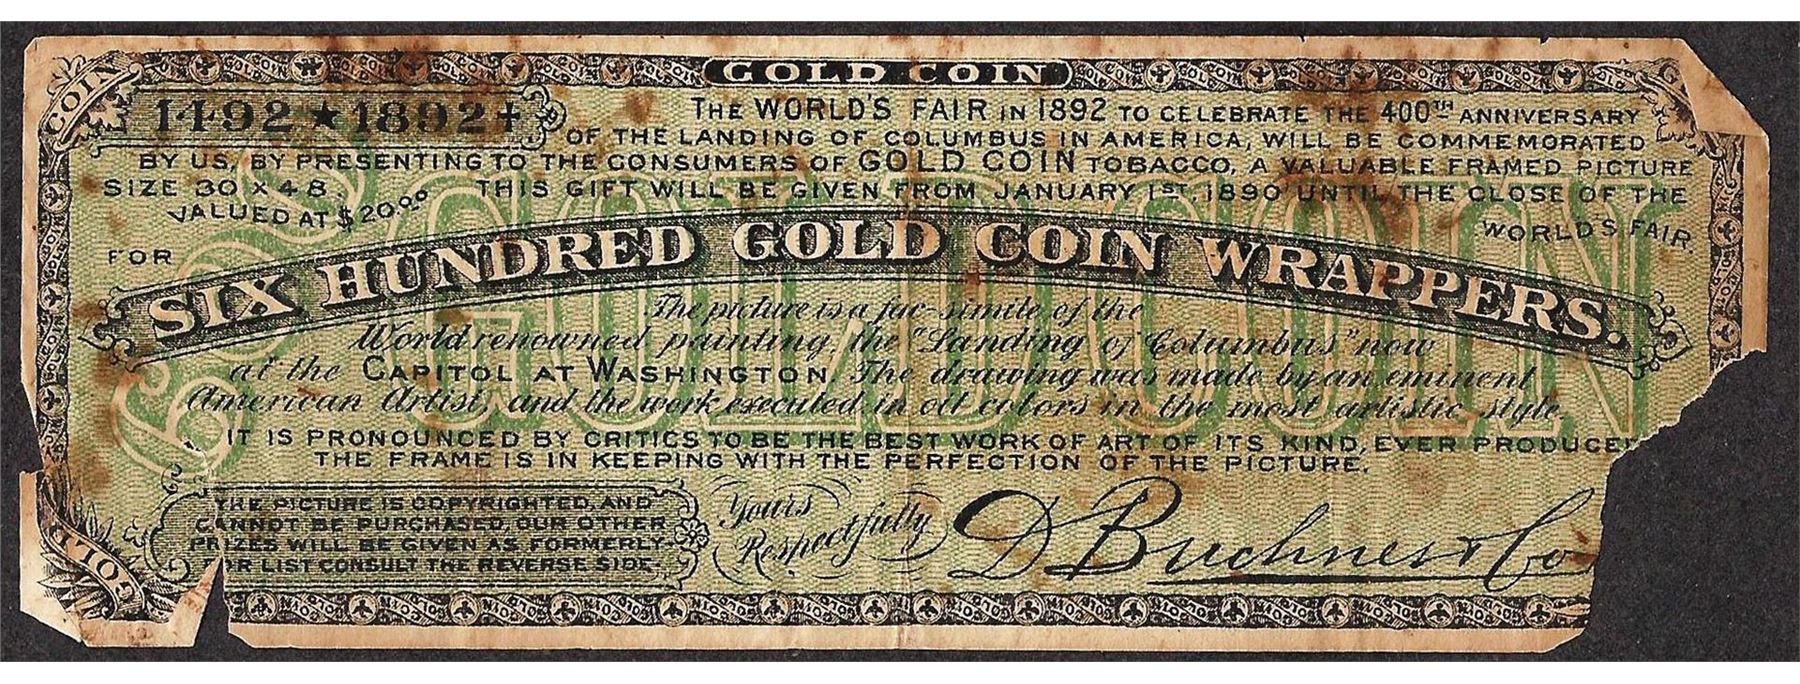 GOLD COIN
COIN
1492 ★ 1892
THE WORLD'S FAIR IN 1892 TO CELEBRATE THE 400TH ANNIVERSARY
OF THE LANDING OF COLUMBUS IN AMERICA, WILL BE COMMEMORATED
BY US, BY PRESENTING TO THE CONSUMERS OF GOLD COIN TOBACCO, A VALUABLE FRAMED PICTURE
SIZE 30 X 48. THIS GIFT WILL BE GIVEN FROM JANUARY 1ST, 1890 UNTIL THE CLOSE OF THE
VALUED AT $20.00 WORLDS FAIR
FOR
SIX HUNDRED GOLD COIN WRAPPERS.
600 GOLD COIN
The picture is a fac-simile of the
World renowned painting, the "Landing of Columbus" now
at the CAPITOL AT WASHINGTON. The drawing was made by an eminent
American Artist, and the work executed in oil colors in the most artistic style.
IT IS PRONOUNCED BY CRITICS TO BE THE BEST WORK OF ART OF ITS KIND, EVER PRODUCE
THE FRAME IS IN KEEPING WITH THE PERFECTION OF THE PICTURE.
THE PICTURE IS COPYRIGHTED, AND
CANNOT BE PURCHASED, OUR OTHER
PRIZES WILL BE GIVEN AS FORMERLY-
FOR LIST CONSULT THE REVERSE SIDE.
Yours
Respectfully
D Buchner & Co
GOLD